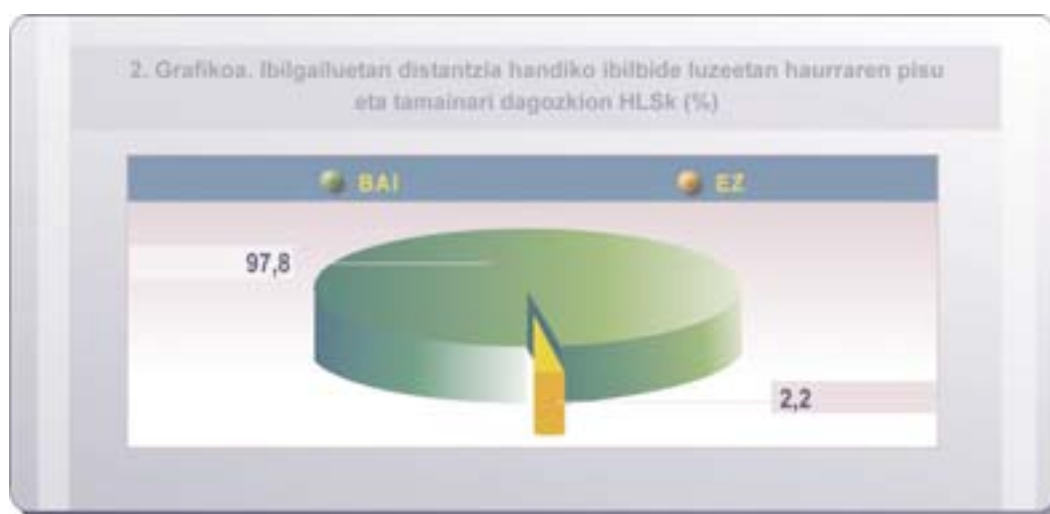 2. Grafikoa. Ibilgailuetan distantzia handiko ibilbide luzeetan haurraren pisu
eta tamainari dagozkion HLSk (%)
BAI
EZ
97,8
2,2